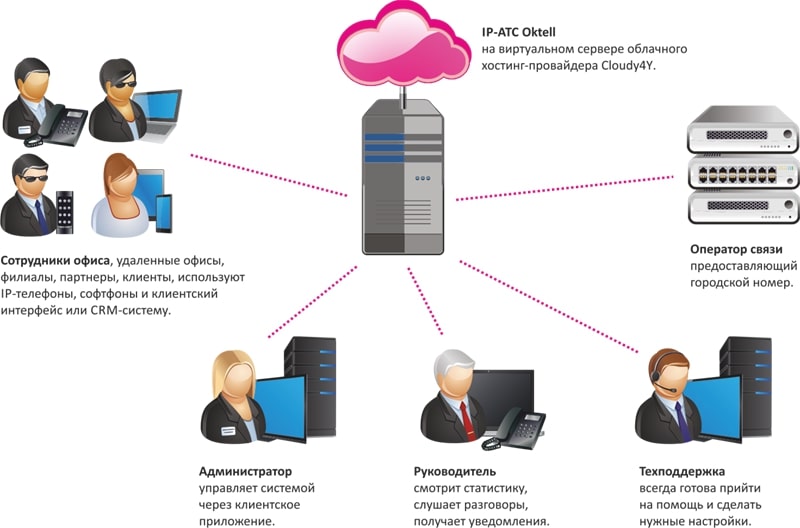 IP-АТС Oktell
на виртуальном сервере облачного
хостинг-провайдера Cloudy4Y.
Сотрудники офиса, удаленные офисы,
филиалы, партнеры, клиенты, используют
IP-телефоны, софтфоны и клиентский
интерфейс или CRM-систему.
Оператор связи
предоставляющий
городской номер.
Администратор
управляет системой
через клиентское
приложение.
Руководитель
смотрит статистику,
слушает разговоры,
получает уведомления.
Техподдержка
всегда готова прийти
на помощь и сделать
нужные настройки.